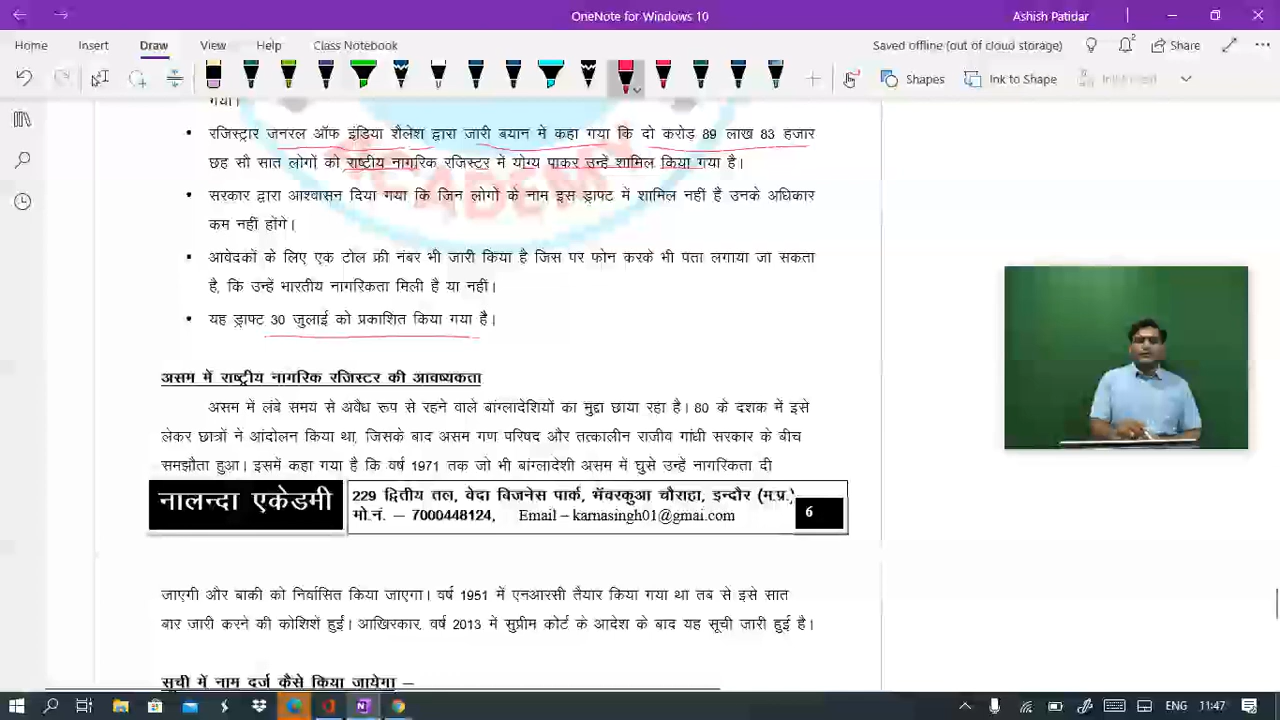 OneNote for Windows 10
Ashish Patidar
Home Insert Draw View Help Class Notebook
Saved offline (out of cloud storage) Share
Shapes Ink to Shape
गया।
• रजिस्ट्रार जनरल ऑफ इंडिया शैलेश द्वारा जारी बयान में कहा गया कि दो करोड़ 89 लाख 83 हजार
छह सौ सात लोगों को राष्टीय नागरिक रजिस्टर में योग्य पाकर उन्हें शामिल किया गया है।
• सरकार द्वारा आश्वासन दिया गया कि जिन लोगों के नाम इस ड्राफ्ट में शामिल नहीं हैं उनके अधिकार
कम नहीं होंगे।
• आवेदकों के लिए एक टोल फ्री नंबर भी जारी किया है जिस पर फोन करके भी पता लगाया जा सकता
है, कि उन्हें भारतीय नागरिकता मिली है या नहीं।
• यह ड्राफ्ट 30 जुलाई को प्रकाशित किया गया है।
असम में राष्ट्रीय नागरिक रजिस्टर की आवष्यकता
असम में लंबे समय से अवैध रूप से रहने वाले बांग्लादेशियों का मुद्दा छाया रहा है। 80 के दशक में इसे
लेकर छात्रों ने आंदोलन किया था, जिसके बाद असम गण परिषद और तत्कालीन राजीव गांधी सरकार के बीच
समझौता हुआ। इसमें कहा गया है कि वर्ष 1971 तक जो भी बांग्लादेशी असम में घुसे उन्हें नागरिकता दी
नालन्दा एकेडमी
229 द्वितीय तल, वेदा बिजनेस पार्क, भॅवरकुआ चौराहा, इन्दौर (म.प्र.)
मो.नं. – 7000448124, Email – karnasingh01@gmai.com
6
जाएगी और बाकी को निर्वासित किया जाएगा। वर्ष 1951 में एनआरसी तैयार किया गया था तब से इसे सात
बार जारी करने की कोशिशें हुईं। आखिरकार, वर्ष 2013 में सुप्रीम कोर्ट के आदेश के बाद यह सूची जारी हुई है।
सूची में नाम दर्ज कैसे किया जायेगा –
ENG 11:47